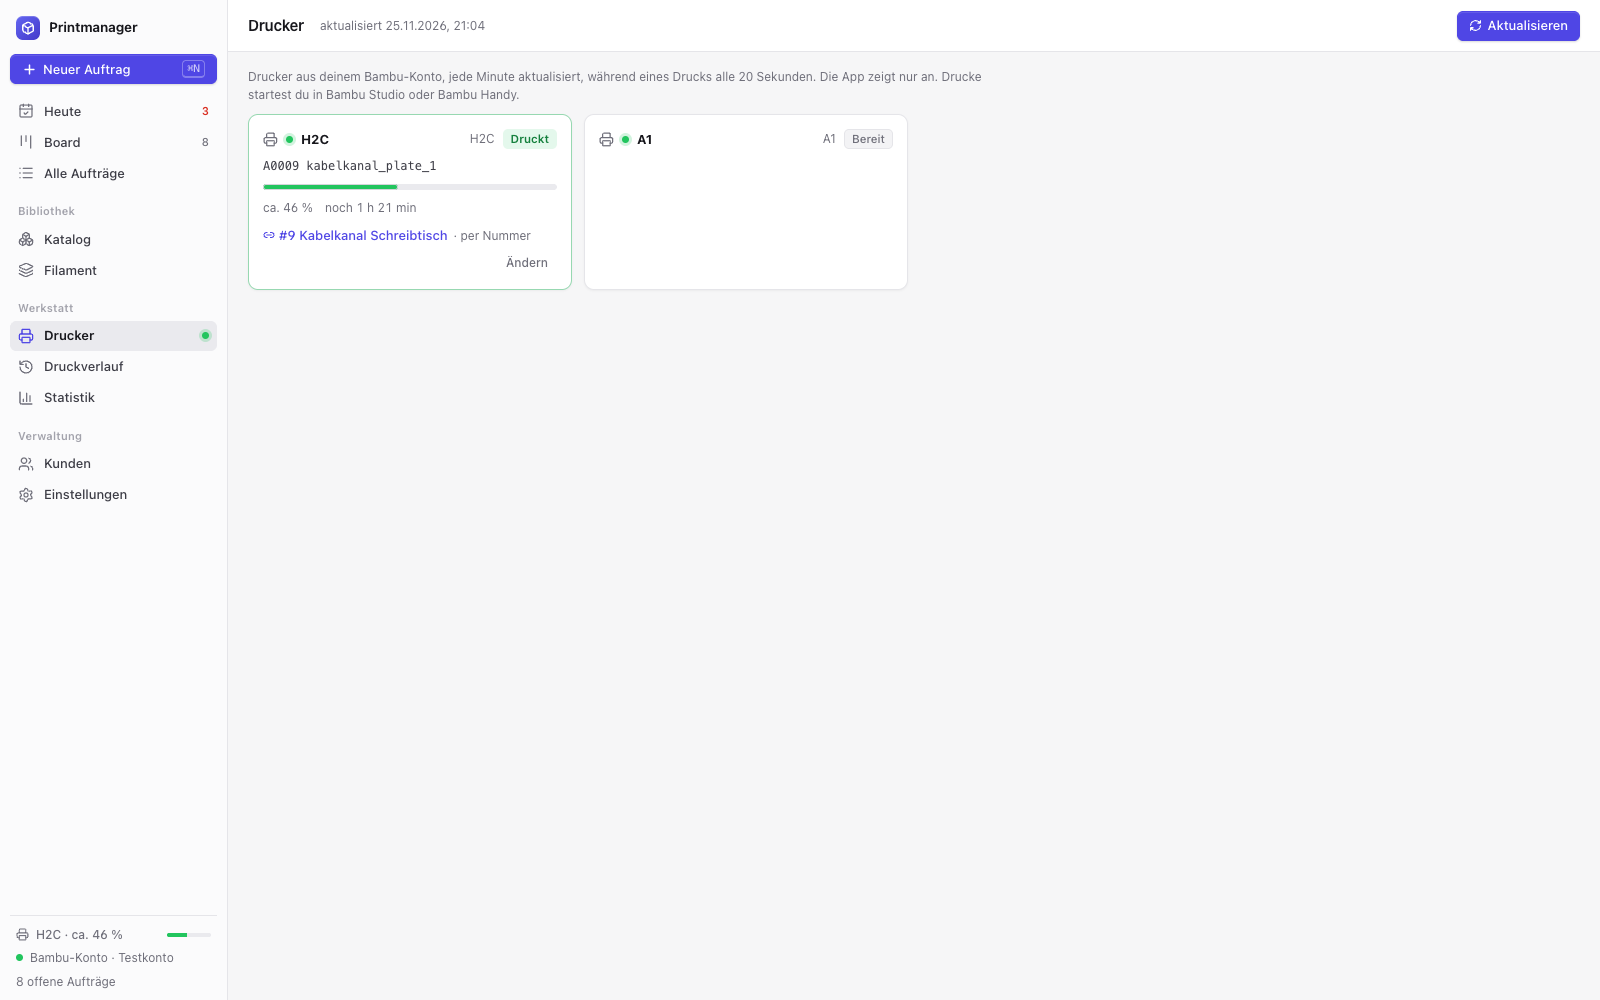 Printmanager
Neuer Auftrag ⌘N
Heute 3
Board 8
Alle Aufträge
Bibliothek
Katalog
Filament
Werkstatt
Drucker
Druckverlauf
Statistik
Verwaltung
Kunden
Einstellungen
H2C · ca. 46 %
Bambu-Konto · Testkonto
8 offene Aufträge
Drucker aktualisiert 25.11.2026, 21:04
Aktualisieren
Drucker aus deinem Bambu-Konto, jede Minute aktualisiert, während eines Drucks alle 20 Sekunden. Die App zeigt nur an. Drucke
startest du in Bambu Studio oder Bambu Handy.
H2C H2C Druckt
A0009 kabelkanal_plate_1
ca. 46 % noch 1 h 21 min
#9 Kabelkanal Schreibtisch · per Nummer
Ändern
A1 A1 Bereit